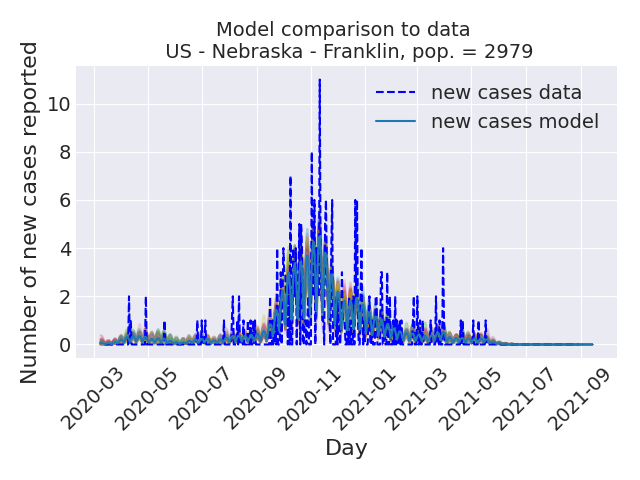 Model comparison to data
US - Nebraska - Franklin, pop. = 2979
Number of new cases reported
10
8
6
4
2
0
new cases data
new cases model
2020-03
2020-05
2020-07
2020-09
2020-11
2021-01
2021-03
2021-05
2021-07
2021-09
Day